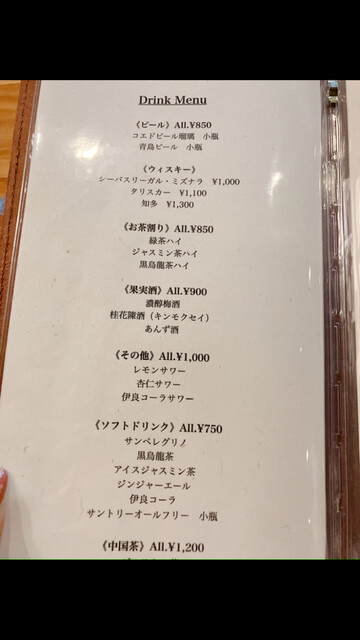 Drink Menu
《ビール》All.¥850
コエドビール瑠璃　小瓶
青島ビール　小瓶
《ウィスキー》
シーバスリーガル・ミズナラ　¥1,000
タリスカー　¥1,100
知多　¥1,300
《お茶割り》All.¥850
緑茶ハイ
ジャスミン茶ハイ
黒烏龍茶ハイ
《果実酒》All.¥900
濃醇梅酒
桂花陳酒（キンモクセイ）
あんず酒
《その他》All.¥1,000
レモンサワー
杏仁サワー
伊良コーラサワー
《ソフトドリンク》All.¥750
サンペレグリノ
黒烏龍茶
アイスジャスミン茶
ジンジャーエール
伊良コーラ
サントリーオールフリー　小瓶
《中国茶》All.¥1,200